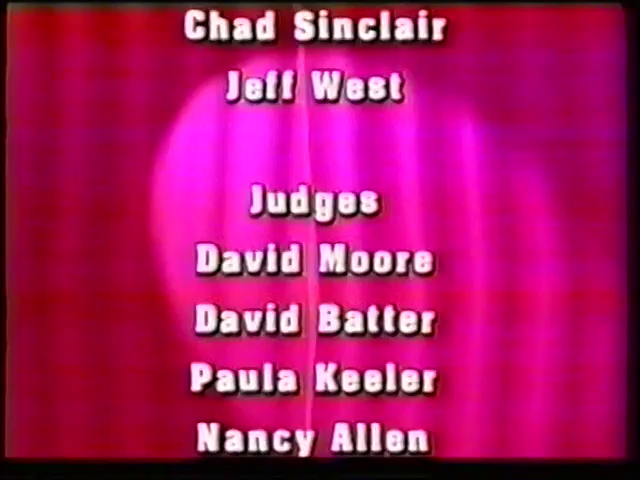 Chad Sinclair
Jeff West
Judges
David Moore
David Batter
Paula Keeler
Nancy Allen